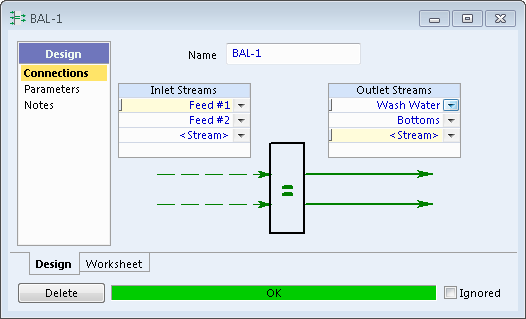 BAL-1
Design
Name BAL-1
Connections
Parameters
Notes
Inlet Streams Outlet Streams
Feed #1 Wash Water
Feed #2 Bottoms
<Stream> <Stream>
=
Design Worksheet
Delete OK Ignored